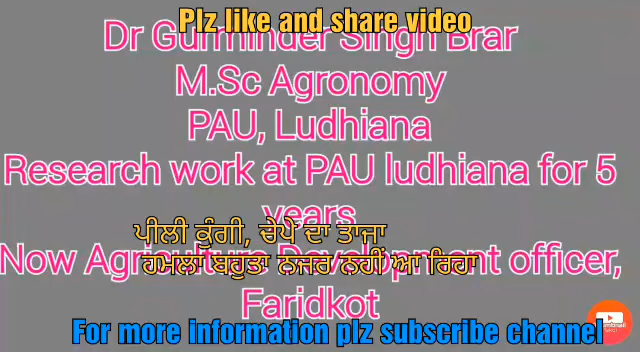 Plz like and share video
Dr Gurminder Singh Brar
M.Sc Agronomy
PAU, Ludhiana
Research work at PAU ludhiana for 5
years
ਪੀਲੀ ਕੁੰਗੀ, ਚੇਪੇ ਦਾ ਤਾਜਾ
ਹਮਲਾ ਬਹੁਤਾ ਨਜਰ ਨਹੀਂ ਆ ਰਿਹਾ
Now Agriculture Development officer,
Faridkot
For more information plz subscribe channel